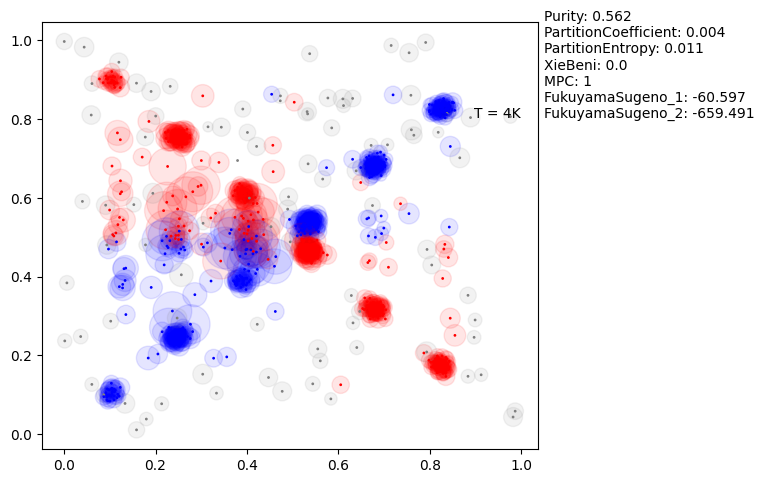 Purity: 0.562
PartitionCoefficient: 0.004
PartitionEntropy: 0.011
XieBeni: 0.0
MPC: 1
FukuyamaSugeno_1: -60.597
FukuyamaSugeno_2: -659.491
T = 4K
1.0
0.8
0.6
0.4
0.2
0.0
0.0 0.2 0.4 0.6 0.8 1.0